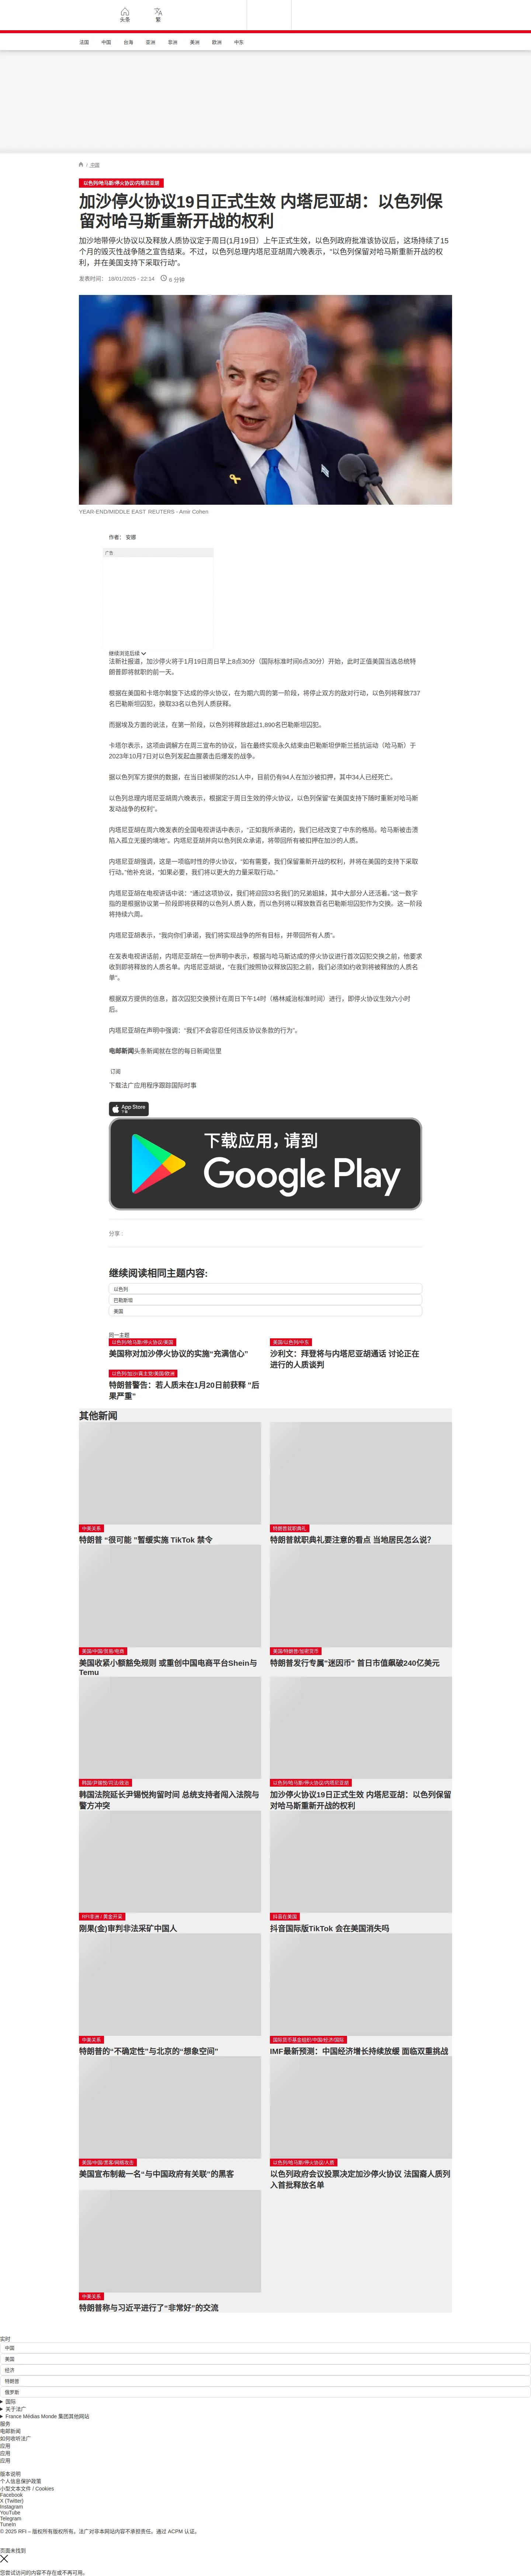 头条
繁
法国
中国
台海
亚洲
非洲
美洲
欧洲
中东
/ 中东
以色列/哈马斯/停火协议/内塔尼亚胡
加沙停火协议19日正式生效 内塔尼亚胡：以色列保
留对哈马斯重新开战的权利
加沙地带停火协议以及释放人质协议定于周日(1月19日）上午正式生效，以色列政府批准该协议后，这场持续了15
个月的毁灭性战争随之宣告结束。不过，以色列总理内塔尼亚胡周六晚表示，“以色列保留对哈马斯重新开战的权
利，并在美国支持下采取行动”。
发表时间： 18/01/2025 - 22:14
6 分钟
YEAR-END/MIDDLE EAST REUTERS - Amir Cohen
作者： 安娜
广告
继续浏览后续
法新社报道，加沙停火将于1月19日周日早上8点30分（国际标准时间6点30分）开始，此时正值美国当选总统特
朗普即将就职的前一天。
根据在美国和卡塔尔斡旋下达成的停火协议，在为期六周的第一阶段，将停止双方的敌对行动，以色列将释放737
名巴勒斯坦囚犯，换取33名以色列人质获释。
而据埃及方面的说法，在第一阶段，以色列将释放超过1,890名巴勒斯坦囚犯。
卡塔尔表示，这项由调解方在周三宣布的协议，旨在最终实现永久结束由巴勒斯坦伊斯兰抵抗运动（哈马斯）于
2023年10月7日对以色列发起血腥袭击后爆发的战争。
据以色列军方提供的数据，在当日被绑架的251人中，目前仍有94人在加沙被扣押，其中34人已经死亡。
以色列总理内塔尼亚胡周六晚表示，根据定于周日生效的停火协议，以色列保留“在美国支持下随时重新对哈马斯
发动战争的权利”。
内塔尼亚胡在周六晚发表的全国电视讲话中表示，“正如我所承诺的，我们已经改变了中东的格局。哈马斯被击溃
陷入孤立无援的境地”。内塔尼亚胡并向以色列民众承诺，将带回所有被扣押在加沙的人质。
内塔尼亚胡强调，这是一项临时性的停火协议，“如有需要，我们保留重新开战的权利，并将在美国的支持下采取
行动。”他补充说，“如果必要，我们将以更大的力量采取行动。”
内塔尼亚胡在电视讲话中说：“通过这项协议，我们将迎回33名我们的兄弟姐妹，其中大部分人还活着。”这一数字
指的是根据协议第一阶段即将获释的以色列人质人数，而以色列将以释放数百名巴勒斯坦囚犯作为交换。这一阶段
将持续六周。
内塔尼亚胡表示，“我向你们承诺，我们将实现战争的所有目标，并带回所有人质”。
在发表电视讲话前，内塔尼亚胡在一份声明中表示，根据与哈马斯达成的停火协议进行首次囚犯交换之前，他要求
收到即将释放的人质名单。内塔尼亚胡说，“在我们按照协议释放囚犯之前，我们必须如约收到将被释放的人质名
单”。
根据双方提供的信息，首次囚犯交换预计在周日下午14时（格林威治标准时间）进行，即停火协议生效六小时
后。
内塔尼亚胡在声明中强调：“我们不会容忍任何违反协议条款的行为”。
电邮新闻头条新闻就在您的每日新闻信里
订阅
下载法广应用程序跟踪国际时事
App Store
下载应用，请到
Google Play
分享 :
继续阅读相同主题内容:
以色列
巴勒斯坦
美国
同一主题
以色列/哈马斯/停火协议/美国
美国称对加沙停火协议的实施“充满信心”
美国/以色列/中东
沙利文：拜登将与内塔尼亚胡通话 讨论正在
进行的人质谈判
以色列/加沙/真主党/美国/欧洲
特朗普警告：若人质未在1月20日前获释 “后
果严重”
其他新闻
中美关系
特朗普 “很可能 ”暂缓实施 TikTok 禁令
特朗普就职典礼
特朗普就职典礼要注意的看点 当地居民怎么说？
美国/中国/贸易/电商
美国收紧小额豁免规则 或重创中国电商平台Shein与
Temu
美国/特朗普/加密货币
特朗普发行专属"迷因币" 首日市值飙破240亿美元
韩国/尹锡悦/司法/政治
韩国法院延长尹锡悦拘留时间 总统支持者闯入法院与
警方冲突
以色列/哈马斯/停火协议/内塔尼亚胡
加沙停火协议19日正式生效 内塔尼亚胡：以色列保留
对哈马斯重新开战的权利
RFI非洲 / 黄金开采
刚果(金)审判非法采矿中国人
抖音在美国
抖音国际版TikTok 会在美国消失吗
中美关系
特朗普的“不确定性”与北京的“想象空间”
国际货币基金组织/中国/经济/国际
IMF最新预测：中国经济增长持续放缓 面临双重挑战
美国/中国/黑客/网络攻击
美国宣布制裁一名“与中国政府有关联”的黑客
以色列/哈马斯/停火协议/人质
以色列政府会议投票决定加沙停火协议 法国裔人质列
入首批释放名单
中美关系
特朗普称与习近平进行了“非常好”的交流
实时
中国
美国
经济
特朗普
俄罗斯
国际
关于法广
France Médias Monde 集团其他网站
服务
电邮新闻
如何收听法广
应用
应用
应用
版本说明
个人信息保护政策
小型文本文件 / Cookies
Facebook
X (Twitter)
Instagram
YouTube
Telegram
TuneIn
© 2025 RFI – 版权所有版权所有。法广对非本网站内容不承担责任。通过 ACPM 认证。
页面未找到
您尝试访问的内容不存在或不再可用。